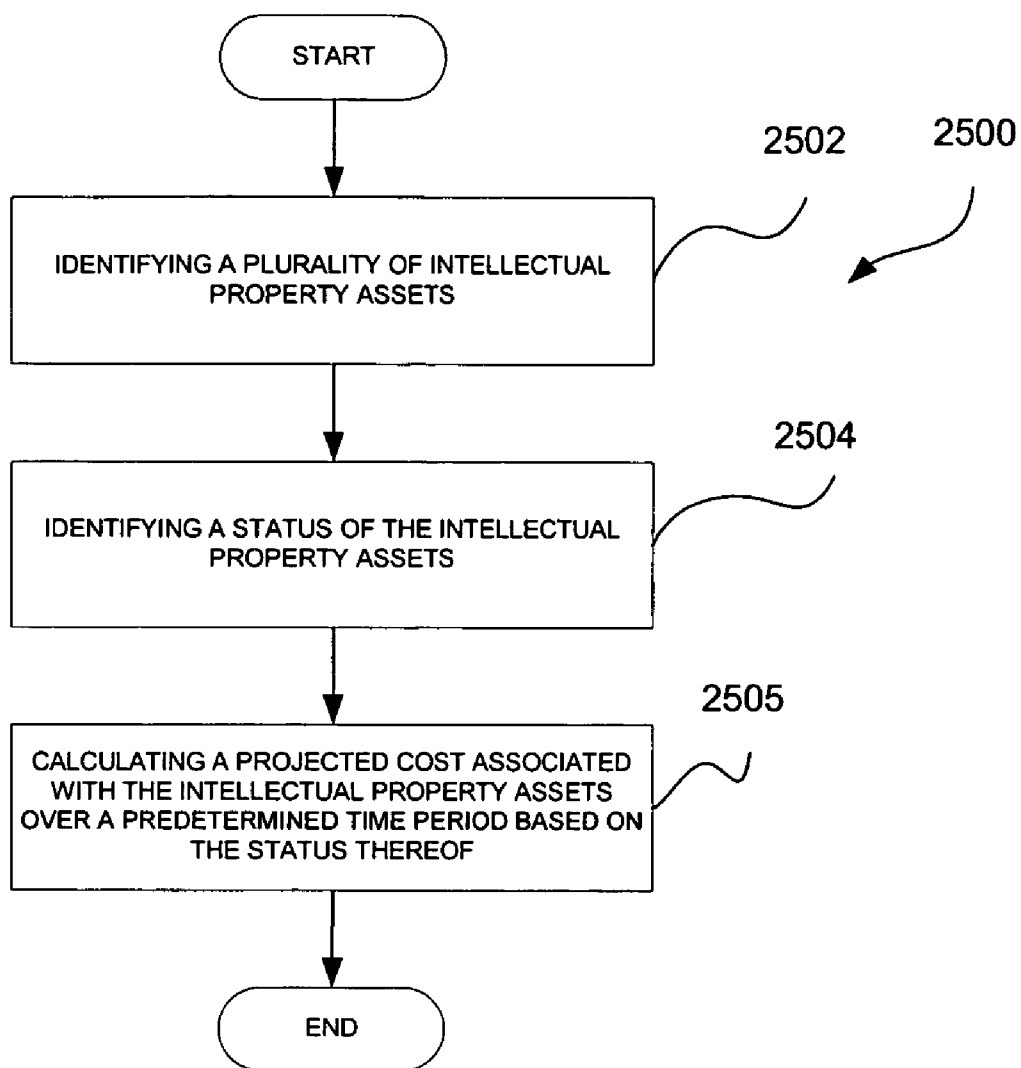 START
2502
2500
IDENTIFYING A PLURALITY OF INTELLECTUAL
PROPERTY ASSETS
2504
IDENTIFYING A STATUS OF THE INTELLECTUAL
PROPERTY ASSETS
2505
CALCULATING A PROJECTED COST ASSOCIATED
WITH THE INTELLECTUAL PROPERTY ASSETS
OVER A PREDETERMINED TIME PERIOD BASED ON
THE STATUS THEREOF
END